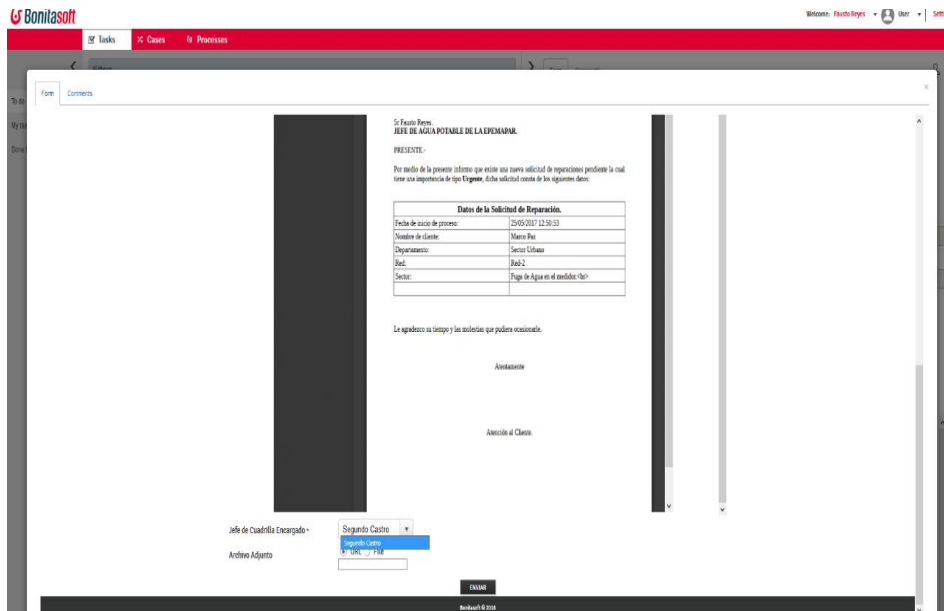 Bonitasoft
Welcome: Fausto Reyes
User
Tasks
Cases
Processes
Form
Comments
To do
Sr Fausto Reyes.
JEFE DE AGUA POTABLE DE LA EPEMAPAR.
PRESENTE.-
Por medio de la presente informo que existe una nueva solicitud de reparaciones pendiente la cual
tiene una importancia de tipo Urgente, dicha solicitud consta de los siguientes datos:
Datos de la Solicitud de Reparación.
Fecha de inicio de proceso: 25/05/2017 12:50:53
Nombre de cliente: Marco Paz
Departamento: Sector Urbano
Red: Red-2
Sector: Fuga de Agua en el medidor.<br>
Le agradezco su tiempo y las molestias que pudiera ocasionarle.
Atentamente
Atención al Cliente.
Jefe de Cuadrilla Encargado *
Segundo Castro
Segundo Castro
Archivo Adjunto
URL File
ENVIAR